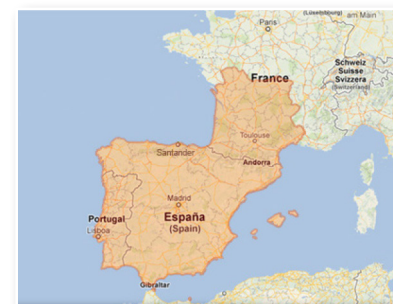 (Luxembourg)
am Main
Paris
Schweiz
Suisse
Svizzera
(Switzerland)
France
Toulouse
Santander
Andorra
Madrid
Portugal
España
Lisboa
(Spain)
Gibraltar